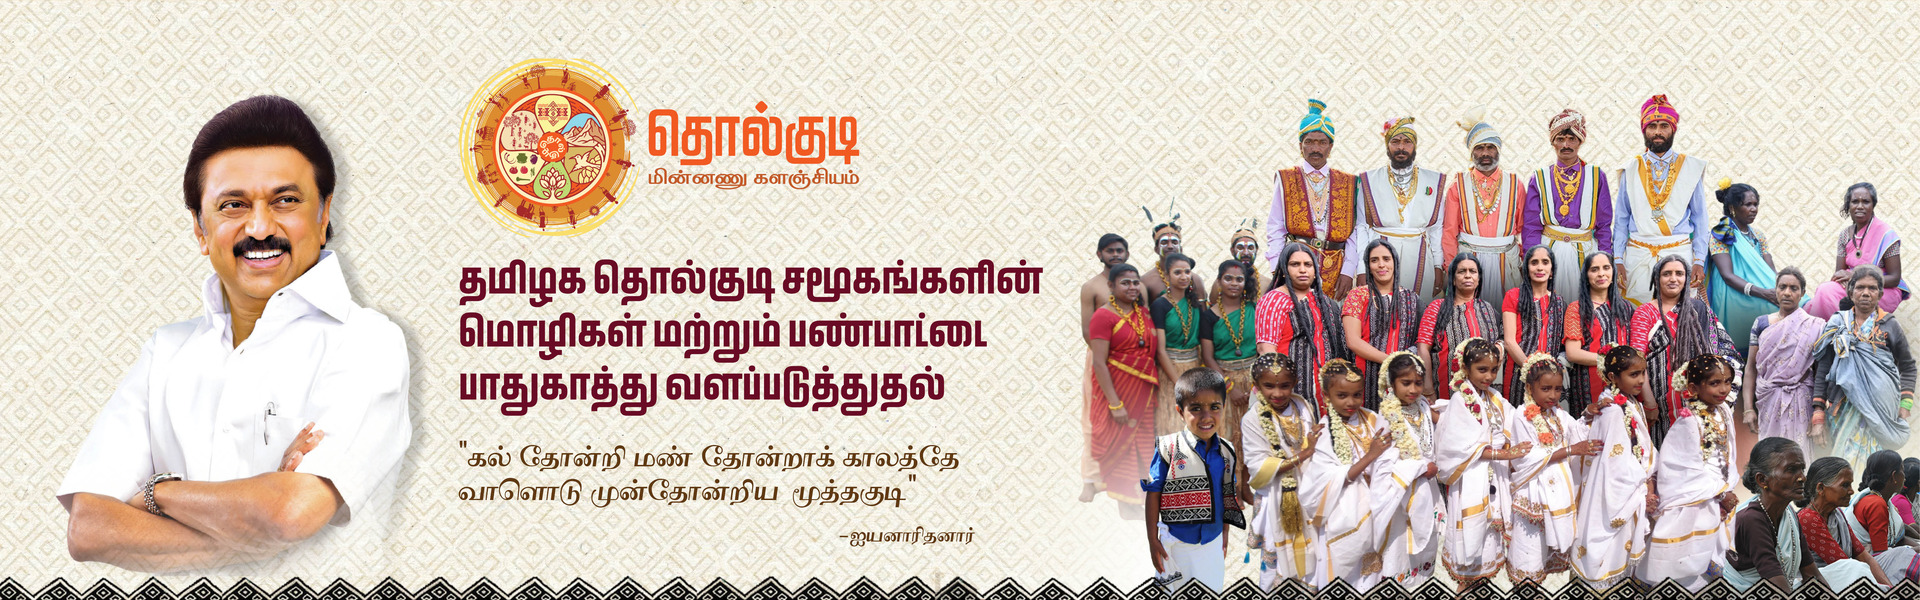 தொல்குடி
மின்னணு களஞ்சியம்
தமிழக தொல்குடி சமூகங்களின்
மொழிகள் மற்றும் பண்பாட்டை
பாதுகாத்து வளப்படுத்துதல்
"கல் தோன்றி மண் தோன்றாக் காலத்தே
வாளொடு முன்தோன்றிய மூத்தகுடி"
-ஐயனாரிதனார்